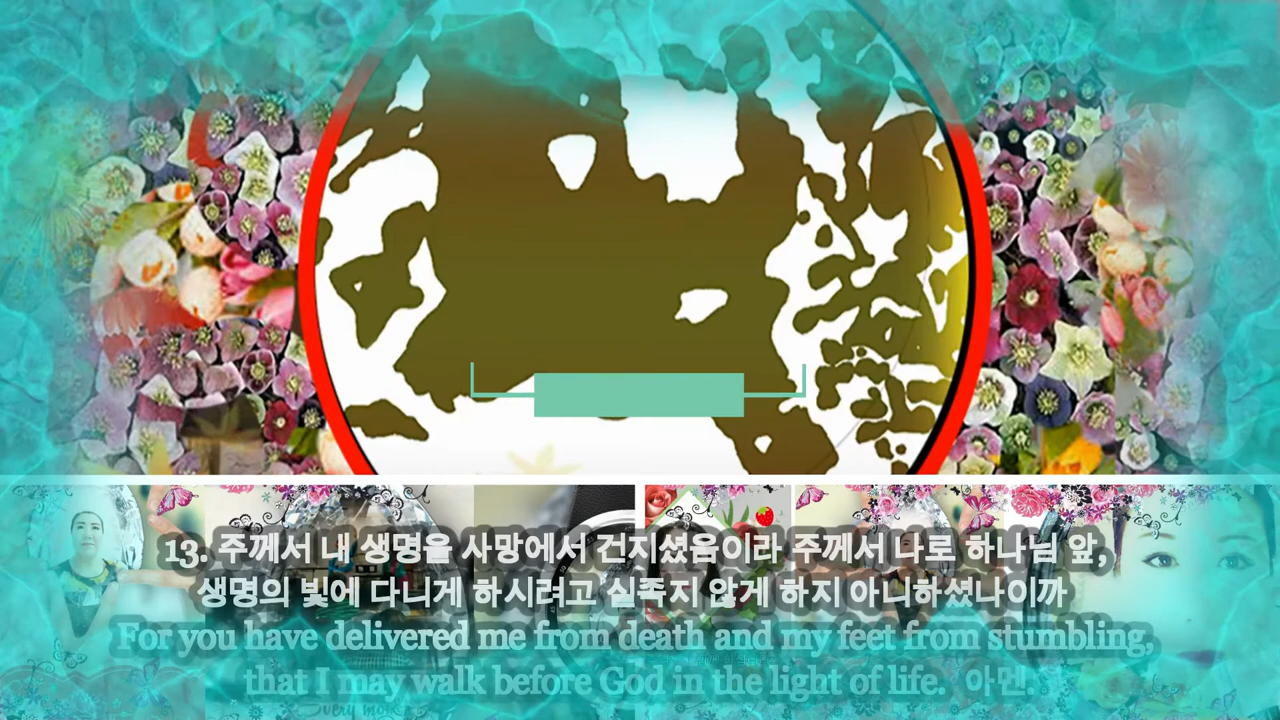 13. 주께서 내 생명을 사망에서 건지셨음이라 주께서 나로 하나님 앞,
생명의 빛에 다니게 하시려고 실족지 않게 하지 아니하셨나이까
For you have delivered me from death and my feet from stumbling,
that I may walk before God in the light of life. 아멘.